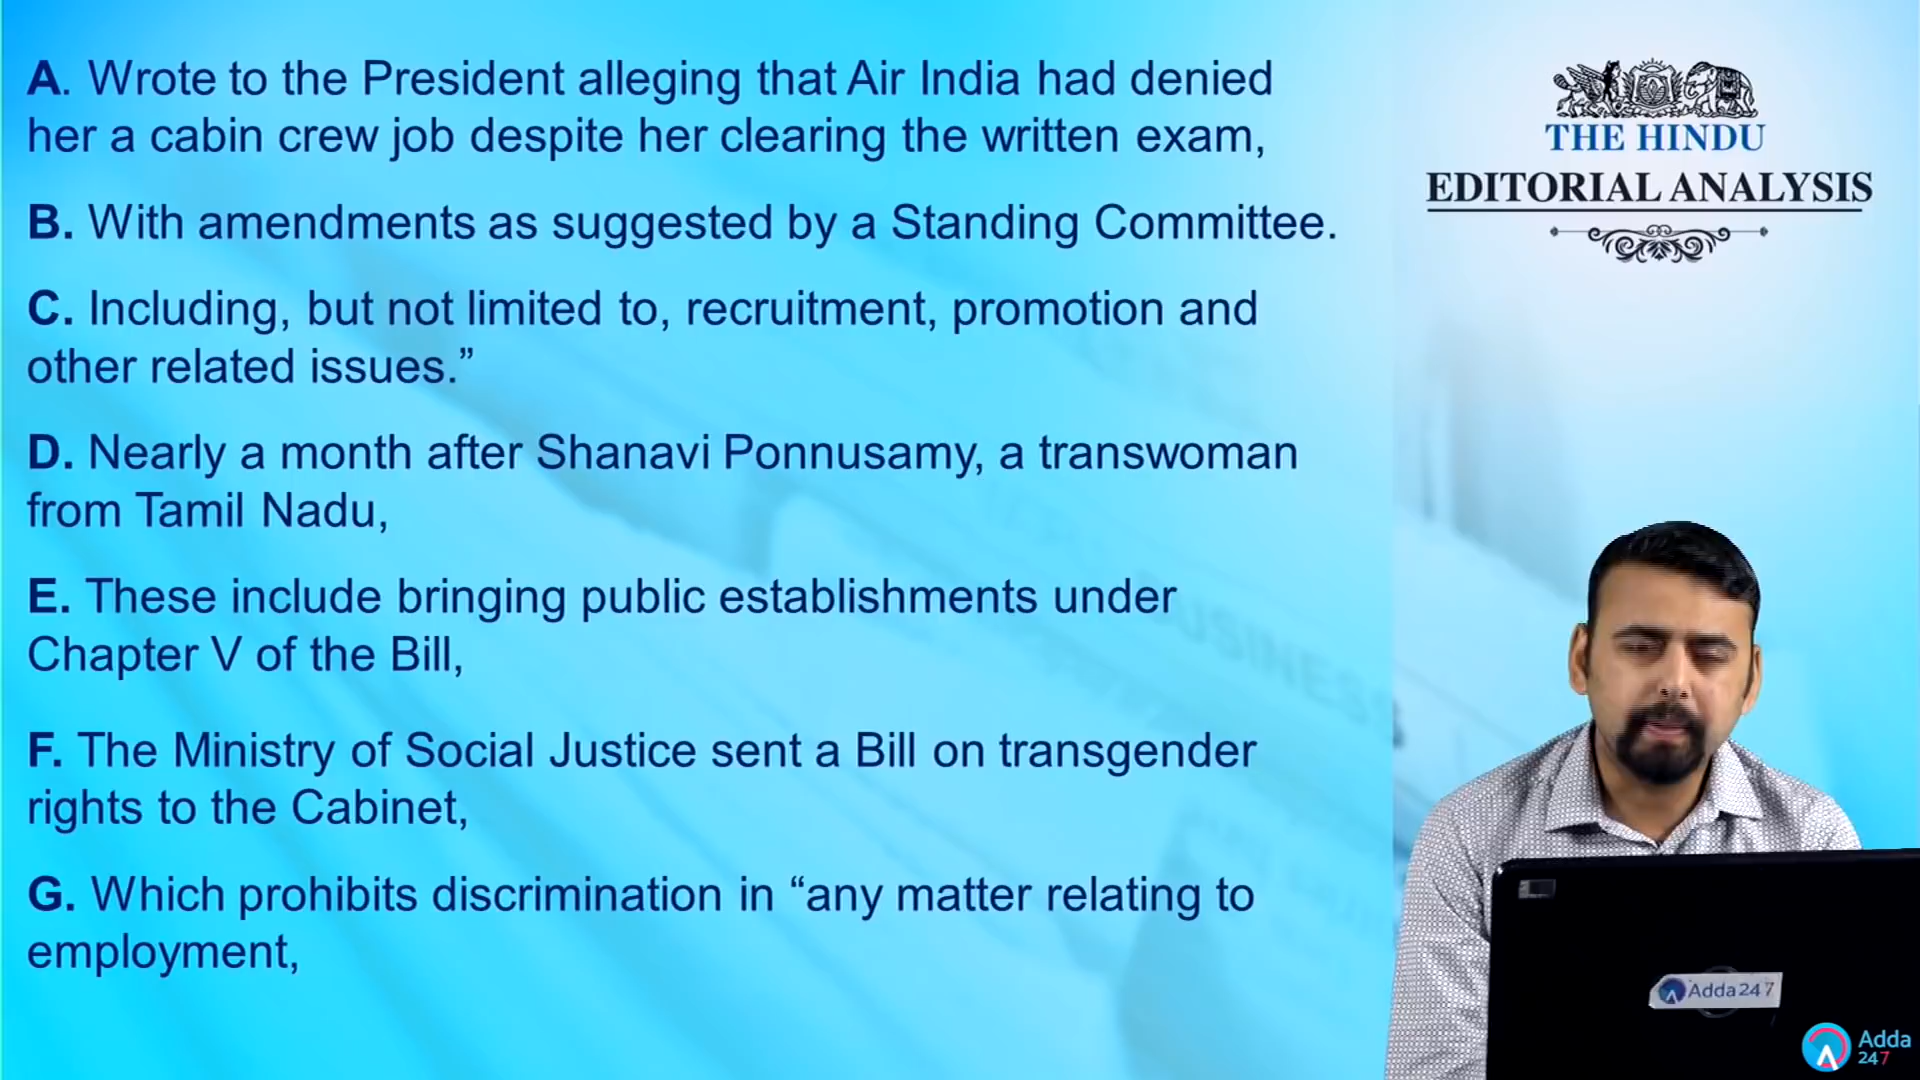 A. Wrote to the President alleging that Air India had denied
her a cabin crew job despite her clearing the written exam,
B. With amendments as suggested by a Standing Committee.
C. Including, but not limited to, recruitment, promotion and
other related issues.”
D. Nearly a month after Shanavi Ponnusamy, a transwoman
from Tamil Nadu,
E. These include bringing public establishments under
Chapter V of the Bill,
F. The Ministry of Social Justice sent a Bill on transgender
rights to the Cabinet,
G. Which prohibits discrimination in “any matter relating to
employment,
THE HINDU
EDITORIAL ANALYSIS
BUSINESS
Adda247
Adda
247